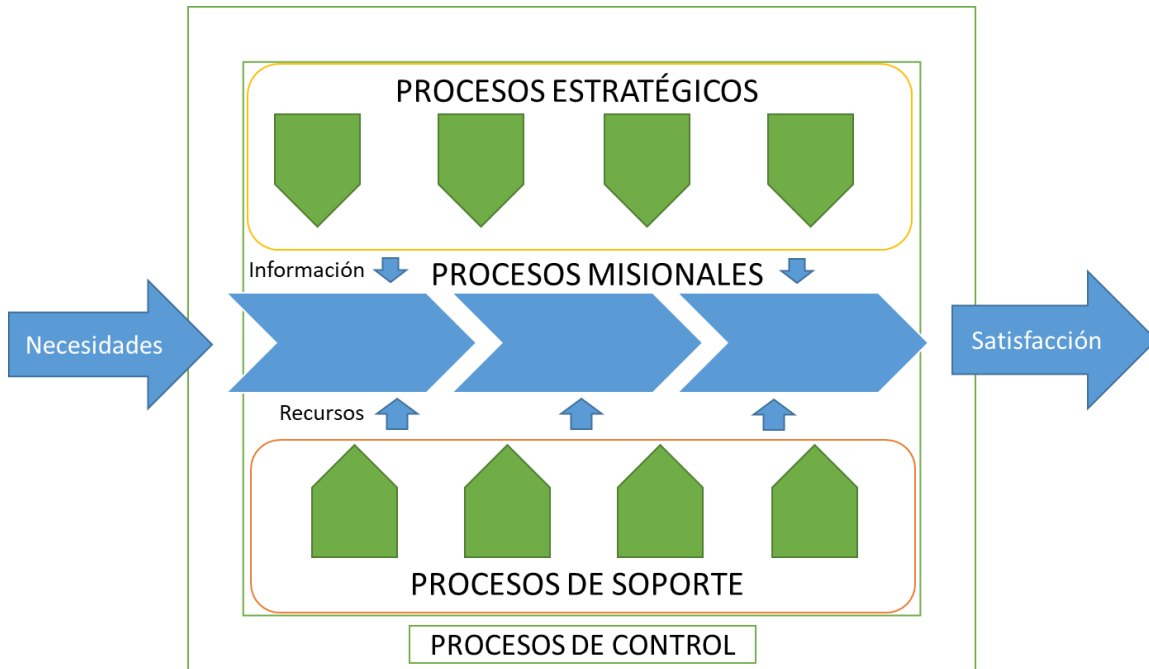 PROCESOS ESTRATÉGICOS
Información
PROCESOS MISIONALES
Necesidades
Satisfacción
Recursos
PROCESOS DE SOPORTE
PROCESOS DE CONTROL